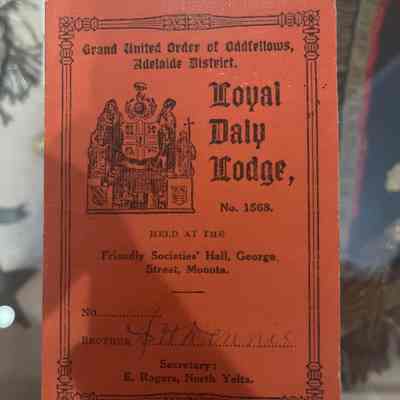 Grand United Order of Oddfellows,
Adelaide District.
Loyal
Daly
Lodge,
No. 1568.
HELD AT THE
Friendly Societies' Hall, George
Street, Moonta.
No.
BROTHER
Secretary:
E. Rogers, North Yelta.